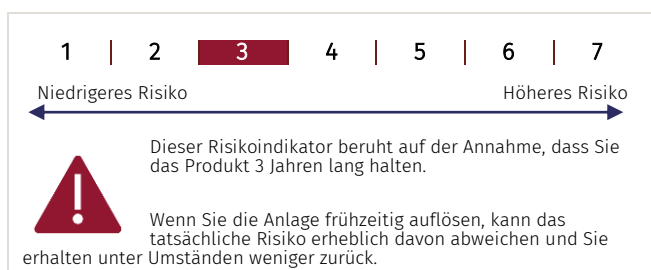 1 | 2 | 3 | 4 | 5 | 6 | 7
Niedrigeres Risiko Höheres Risiko
Dieser Risikoindikator beruht auf der Annahme, dass Sie
das Produkt 3 Jahren lang halten.
Wenn Sie die Anlage frühzeitig auflösen, kann das
tatsächliche Risiko erheblich davon abweichen und Sie
erhalten unter Umständen weniger zurück.